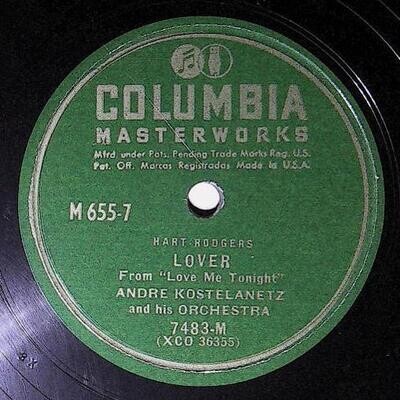 COLUMBIA
MASTERWORKS
Mfrd. under Pats. Pending Trade Marks Reg. U.S.
Pat. Off. Marcas Registradas Made in U.S.A.
M 655-7
HART-RODGERS
LOVER
From "Love Me Tonight"
ANDRE KOSTELANETZ
and his ORCHESTRA
7483-M
(XCO 36355)